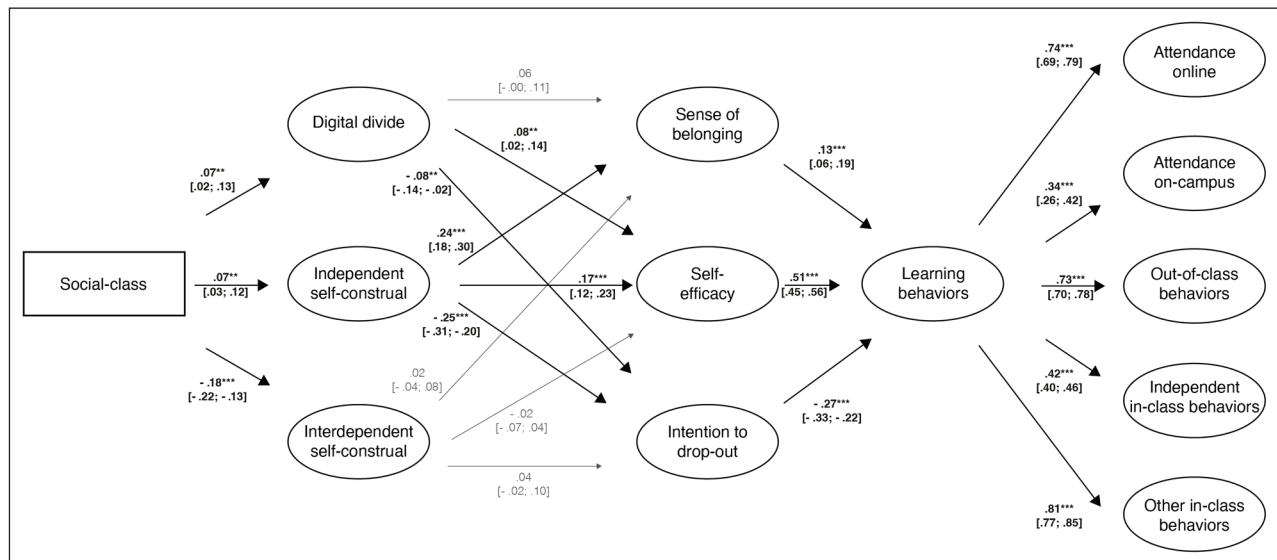 .74***
[.69; .79]
Attendance
online
.06
[- .00; .11]
Digital divide
Sense of
belonging
.08**
[.02; .14]
.13***
[.06; .19]
Attendance
on-campus
.07**
[.02; .13]
- .08**
[- .14; - .02]
.34***
[.26; .42]
.24***
[.18; .30]
Social-class
.07**
[.03; .12]
Independent
self-construal
.17***
[.12; .23]
Self-
efficacy
.51***
[.45; .56]
Learning
behaviors
.73***
[.70; .78]
Out-of-class
behaviors
- .25***
[- .31; - .20]
- .18***
[- .22; - .13]
.02
[- .04; .08]
.42***
[.40; .46]
Independent
in-class behaviors
Interdependent
self-construal
- .02
[- .07; .04]
Intention to
drop-out
- .27***
[- .33; - .22]
.04
[- .02; .10]
.81***
[.77; .85]
Other in-class
behaviors